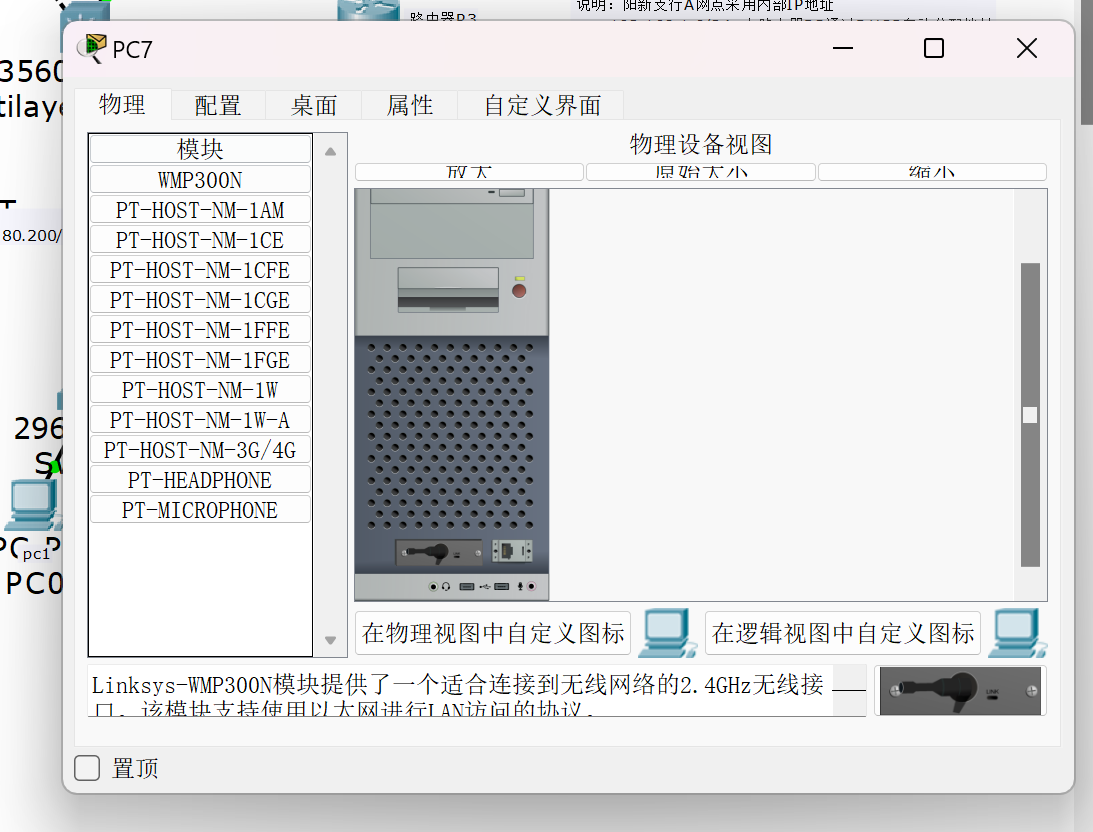 说明：阳新支行A网点采用内部IP地址
路由器R3
PC7
3560
物理 配置 桌面 属性 自定义界面
80.200/
296
pc1
PC0
模块
WMP300N
PT-HOST-NM-1AM
PT-HOST-NM-1CE
PT-HOST-NM-1CFE
PT-HOST-NM-1CGE
PT-HOST-NM-1FFE
PT-HOST-NM-1FGE
PT-HOST-NM-1W
PT-HOST-NM-1W-A
PT-HOST-NM-3G/4G
PT-HEADPHONE
PT-MICROPHONE
物理设备视图
放大 原始大小 缩小
在物理视图中自定义图标 在逻辑视图中自定义图标
Linksys-WMP300N模块提供了一个适合连接到无线网络的2.4GHz无线接
口，该模块支持使用以太网进行LAN访问的协议.
LINK
置顶